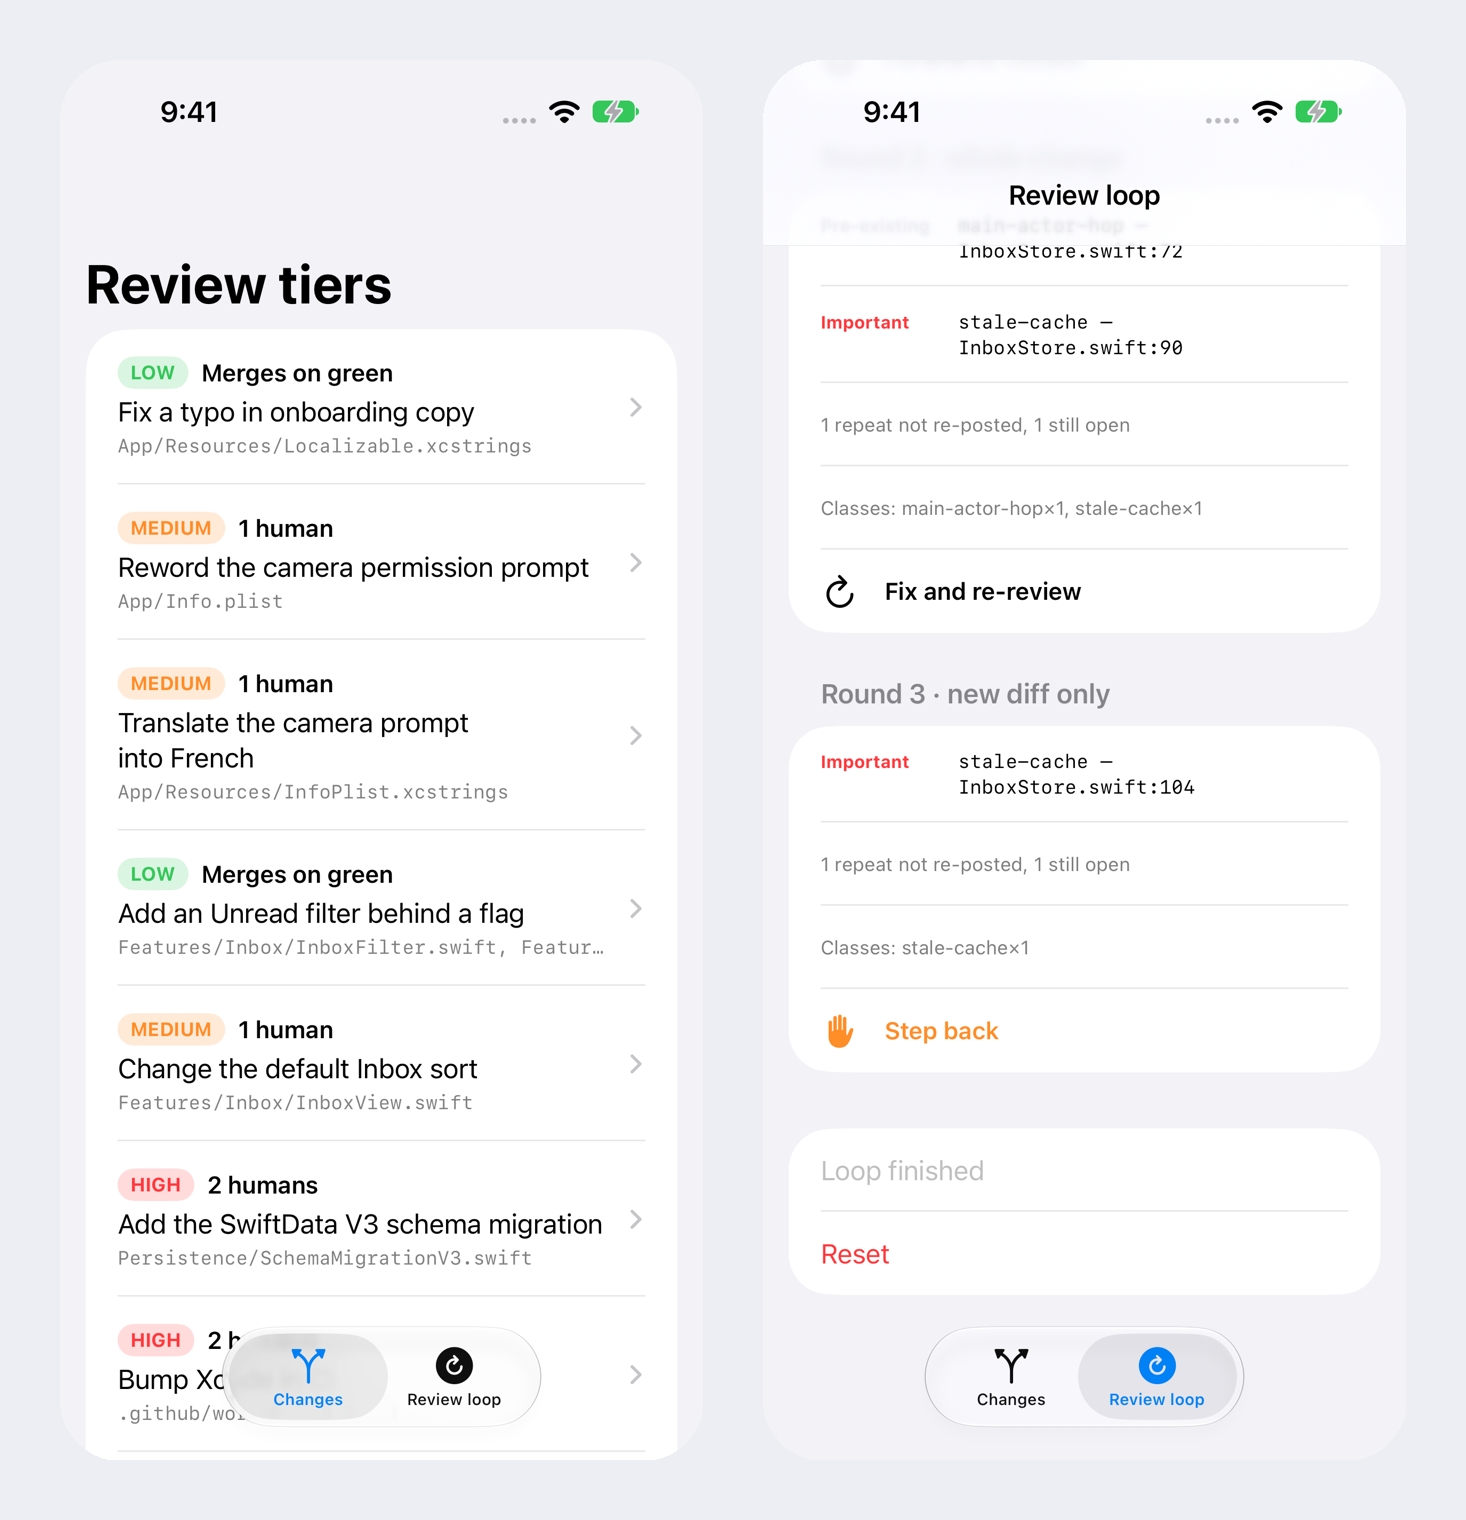 9:41
Review tiers
LOW Merges on green
Fix a typo in onboarding copy
App/Resources/Localizable.xcstrings
MEDIUM 1 human
Reword the camera permission prompt
App/Info.plist
MEDIUM 1 human
Translate the camera prompt
into French
App/Resources/InfoPlist.xcstrings
LOW Merges on green
Add an Unread filter behind a flag
Features/Inbox/InboxFilter.swift, Featur…
MEDIUM 1 human
Change the default Inbox sort
Features/Inbox/InboxView.swift
HIGH 2 humans
Add the SwiftData V3 schema migration
Persistence/SchemaMigrationV3.swift
HIGH 2
Bump
Changes
Review loop
9:41
Review loop
Pre-existing main-actor-hop —
InboxStore.swift:72
Important stale-cache —
InboxStore.swift:90
1 repeat not re-posted, 1 still open
Classes: main-actor-hop×1, stale-cache×1
Fix and re-review
Round 3 · new diff only
Important stale-cache —
InboxStore.swift:104
1 repeat not re-posted, 1 still open
Classes: stale-cache×1
Step back
Loop finished
Reset
Changes
Review loop